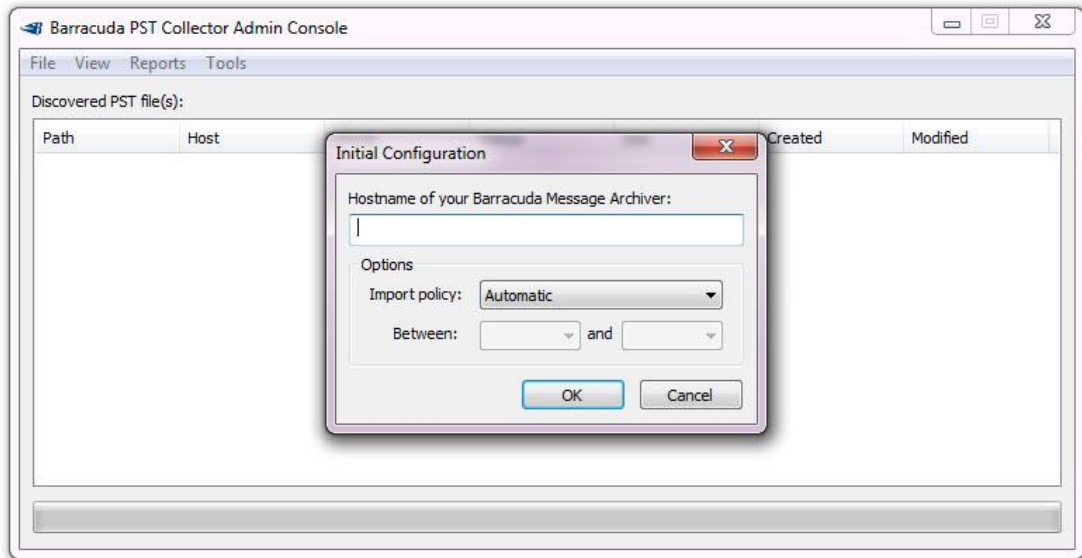 Barracuda PST Collector Admin Console
File View Reports Tools
Discovered PST file(s):
Path Host Created Modified
Initial Configuration
Hostname of your Barracuda Message Archiver:
Options
Import policy: Automatic
Between: and
OK Cancel